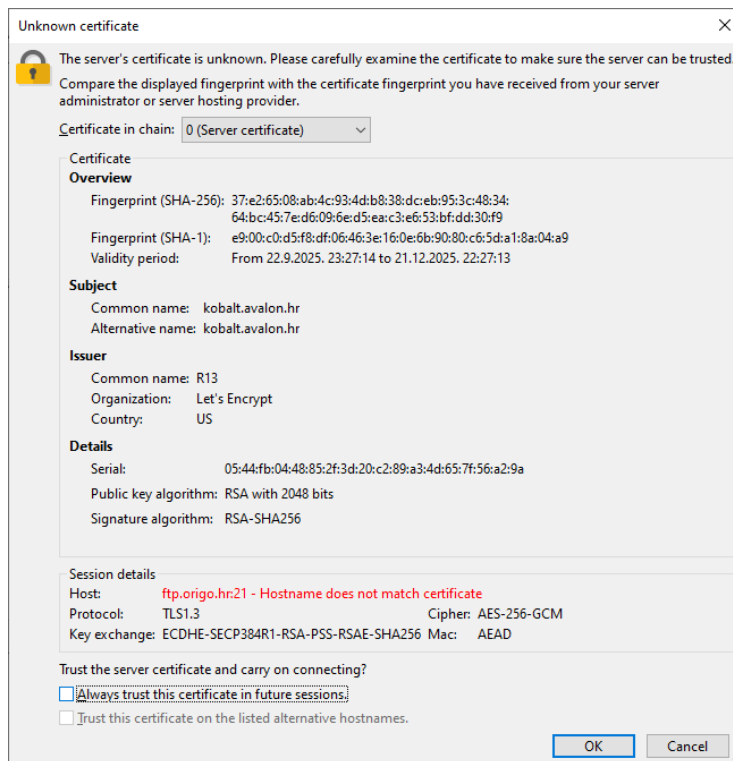 Unknown certificate
The server's certificate is unknown. Please carefully examine the certificate to make sure the server can be trusted.
Compare the displayed fingerprint with the certificate fingerprint you have received from your server
administrator or server hosting provider.
Certificate in chain: 0 (Server certificate)
Certificate
Overview
Fingerprint (SHA-256): 37:e2:65:08:ab:4c:93:4d:b8:38:dc:eb:95:3c:48:34:
64:bc:45:7e:d6:09:6e:d5:ea:c3:e6:53:bf:dd:30:f9
Fingerprint (SHA-1): e9:00:c0:d5:f8:df:06:46:3e:16:0e:6b:90:80:c6:5d:a1:8a:04:a9
Validity period: From 22.9.2025. 23:27:14 to 21.12.2025. 22:27:13
Subject
Common name: kobalt.avalon.hr
Alternative name: kobalt.avalon.hr
Issuer
Common name: R13
Organization: Let's Encrypt
Country: US
Details
Serial: 05:44:fb:04:48:85:2f:3d:20:c2:89:a3:4d:65:7f:56:a2:9a
Public key algorithm: RSA with 2048 bits
Signature algorithm: RSA-SHA256
Session details
Host: ftp.origo.hr:21 - Hostname does not match certificate
Protocol: TLS1.3 Cipher: AES-256-GCM
Key exchange: ECDHE-SECP384R1-RSA-PSS-RSAE-SHA256 Mac: AEAD
Trust the server certificate and carry on connecting?
Always trust this certificate in future sessions.
Trust this certificate on the listed alternative hostnames.
OK Cancel